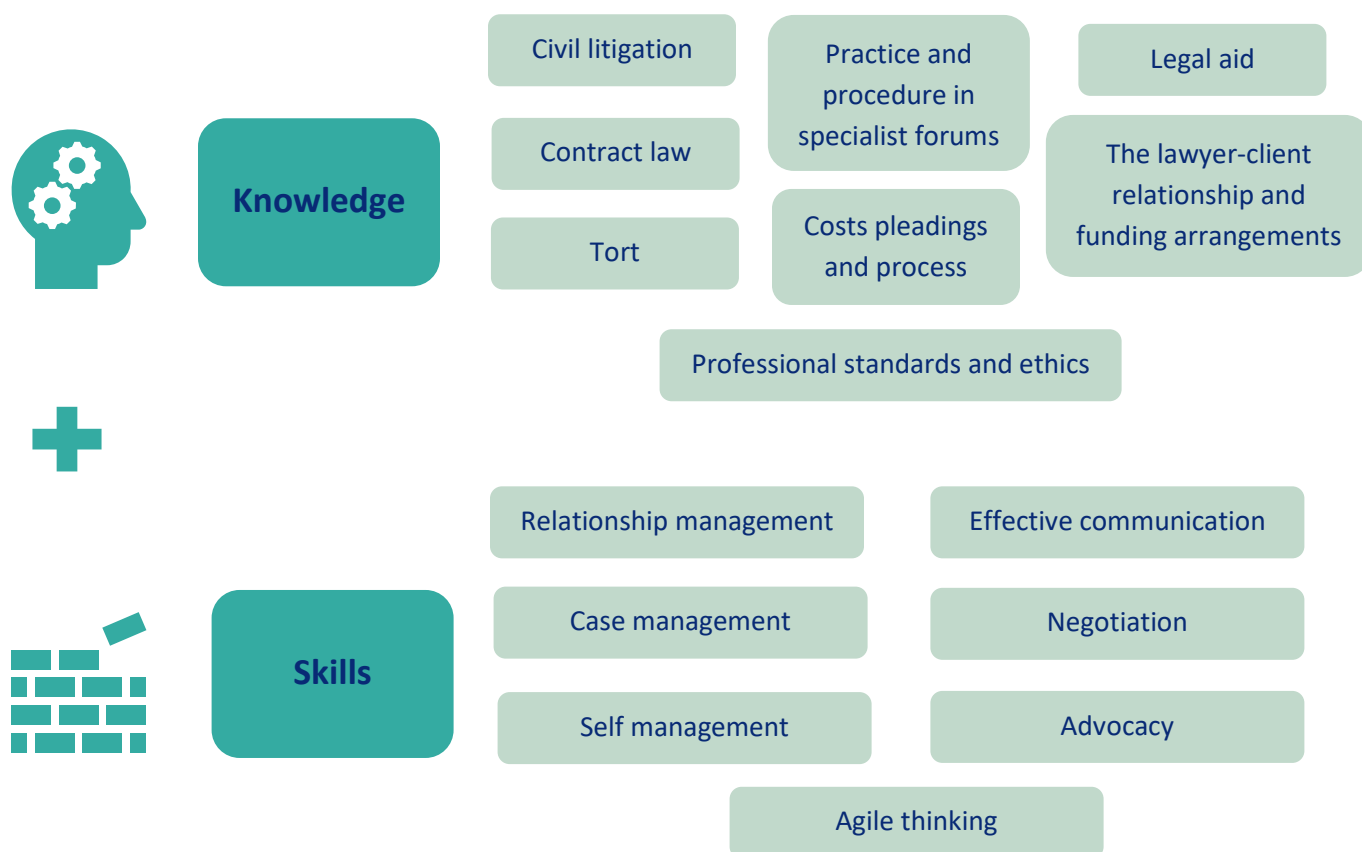 Knowledge
Civil litigation
Contract law
Tort
Practice and
procedure in
specialist forums
Costs pleadings
and process
Legal aid
The lawyer-client
relationship and
funding arrangements
Professional standards and ethics
Skills
Relationship management
Effective communication
Case management
Negotiation
Self management
Advocacy
Agile thinking